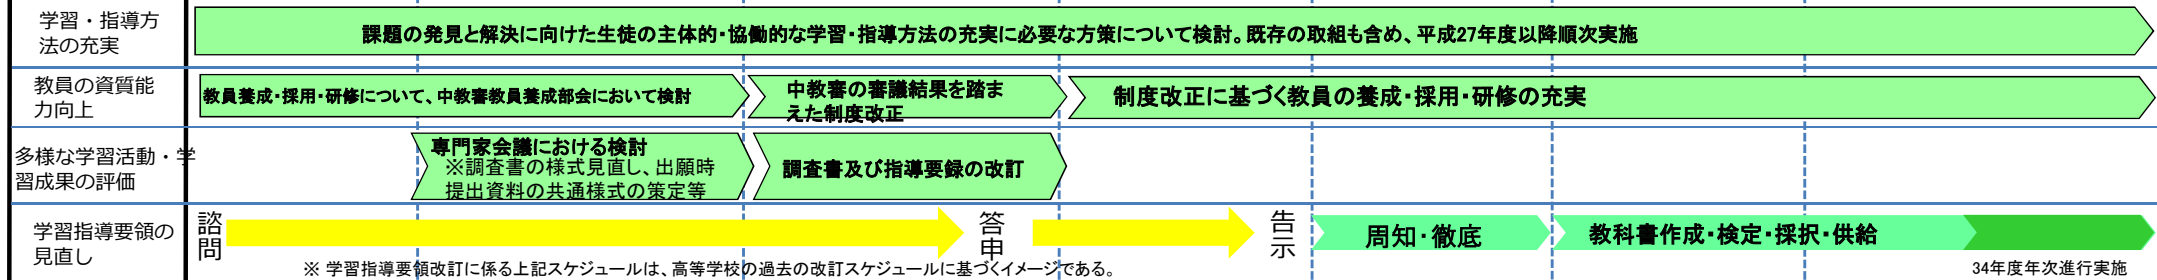 学習・指導方
法の充実
課題の発見と解決に向けた生徒の主体的・協働的な学習・指導方法の充実に必要な方策について検討。既存の取組も含め、平成27年度以降順次実施
教員の資質能
力向上
教員養成・採用・研修について、中教審教員養成部会において検討
中教審の審議結果を踏ま
えた制度改正
制度改正に基づく教員の養成・採用・研修の充実
多様な学習活動・学
習成果の評価
専門家会議における検討
※調査書の様式見直し、出願時
提出資料の共通様式の策定等
調査書及び指導要録の改訂
学習指導要領の
見直し
諮問
答申
告示
周知・徹底
教科書作成・検定・採択・供給
※ 学習指導要領改訂に係る上記スケジュールは、高等学校の過去の改訂スケジュールに基づくイメージである。
34年度年次進行実施